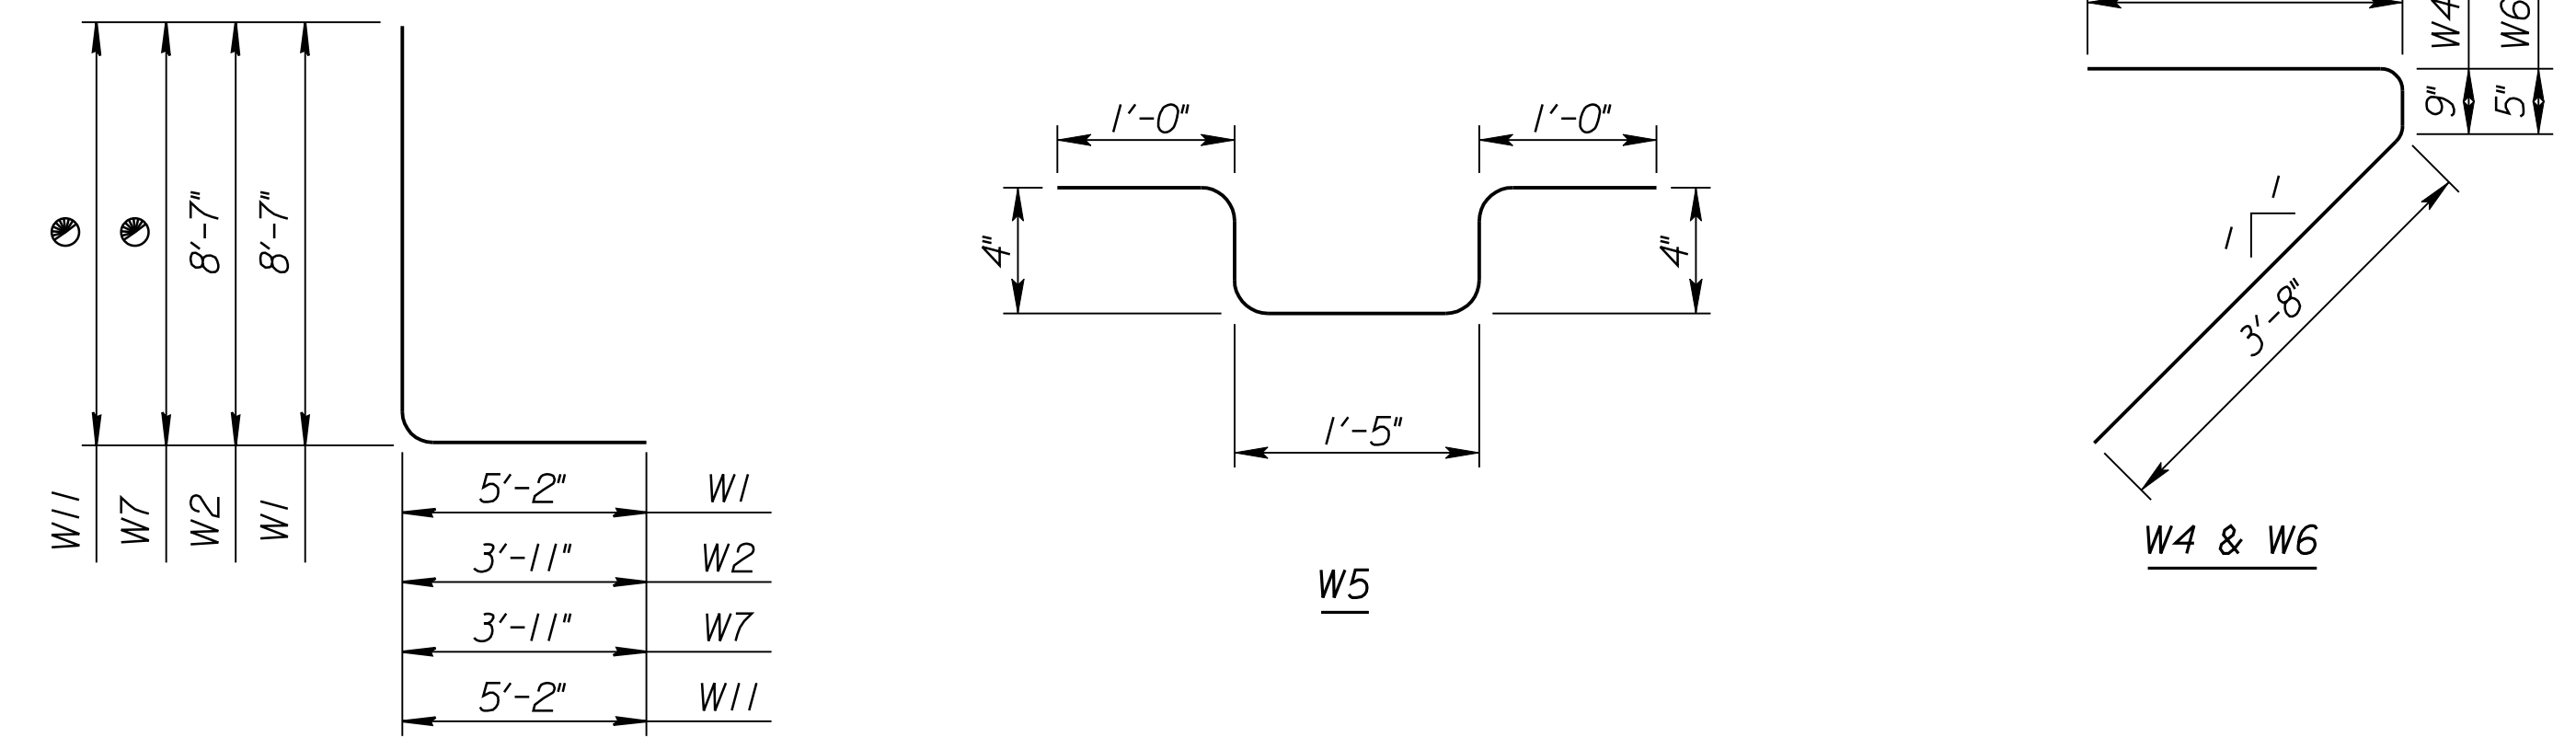 W4
W6
9"
5"
1'-0"
1'-0"
1
1
8'-7"
8'-7"
4"
4"
3'-8"
1'-5"
W11
W7
W2
W1
5'-2" W1
3'-11" W2
3'-11" W7
5'-2" W11
W5
W4 & W6